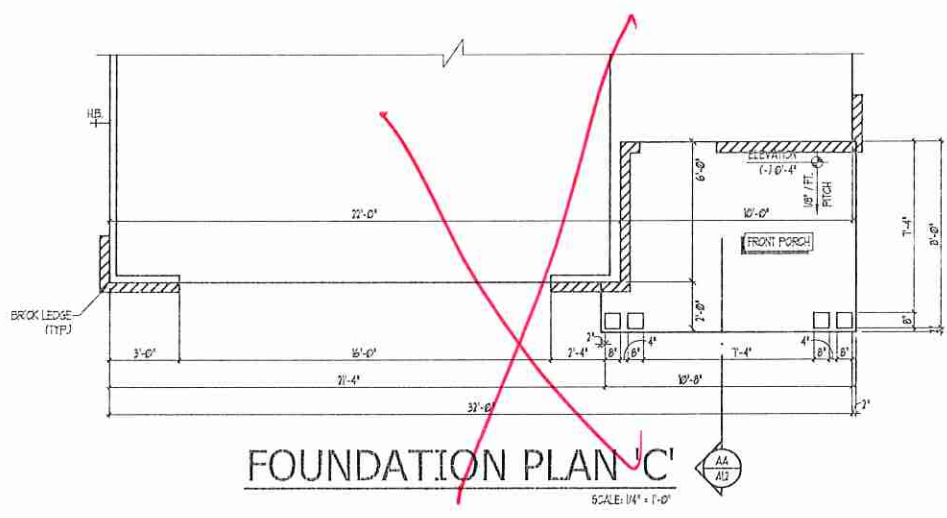 H.B.
ELEVATION
(-) 0'-4"
1/8" / FT.
PITCH
6'-0"
7'-4"
8'-0"
22'-0"
10'-0"
FRONT PORCH
BRICK LEDGE
(TYP.)
2'-0"
8"
2"
3'-0"
16'-0"
2'-4"
2"
8"
8"
4"
7'-4"
4"
8"
8"
21'-4"
10'-8"
32'-0"
2"
FOUNDATION PLAN 'C'
SCALE: 1/4" = 1'-0"
AA